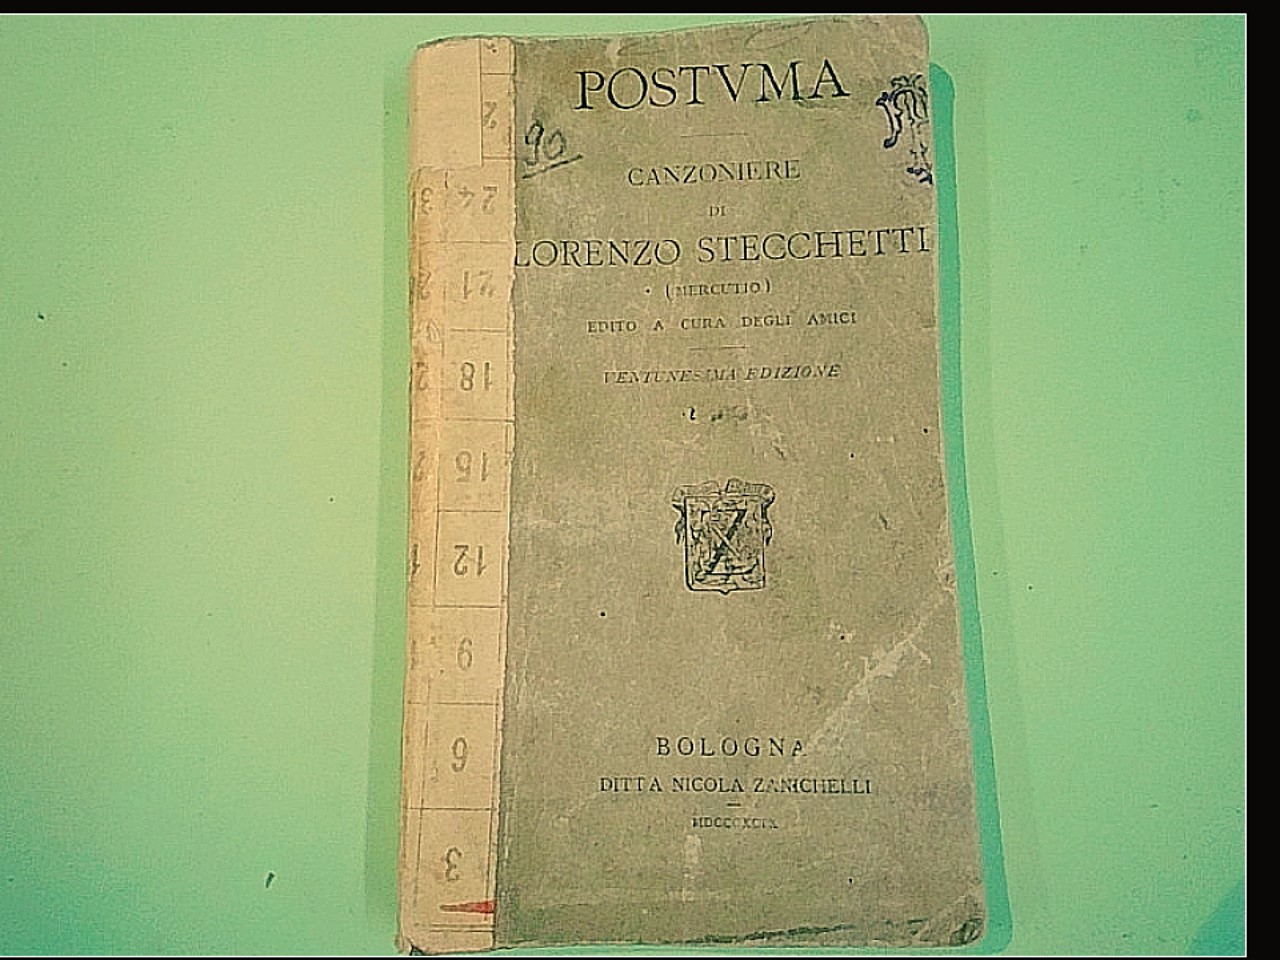 POSTVMA
90
CANZONIERE
DI
LORENZO STECCHETTI
(MERCUTIO)
EDITO A CURA DEGLI AMICI
VENTUNESIMA EDIZIONE
BOLOGNA
DITTA NICOLA ZANICHELLI
MDCCCXCIX
24
21
18
15
12
9
6
3